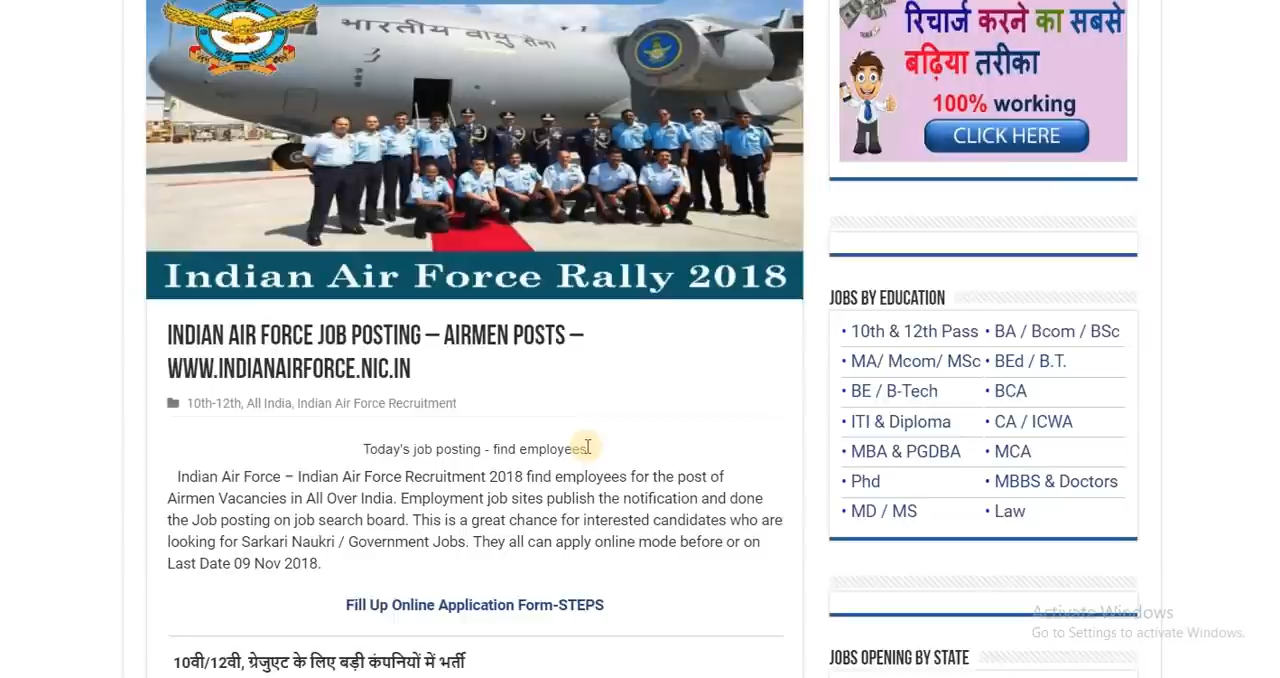 भारतीय वायु सेना
Indian Air Force Rally 2018
INDIAN AIR FORCE JOB POSTING – AIRMEN POSTS –
WWW.INDIANAIRFORCE.NIC.IN
10th-12th, All India, Indian Air Force Recruitment
Today's job posting - find employees
Indian Air Force – Indian Air Force Recruitment 2018 find employees for the post of
Airmen Vacancies in All Over India. Employment job sites publish the notification and done
the Job posting on job search board. This is a great chance for interested candidates who are
looking for Sarkari Naukri / Government Jobs. They all can apply online mode before or on
Last Date 09 Nov 2018.
Fill Up Online Application Form-STEPS
10वी/12वी, ग्रेजुएट के लिए बड़ी कंपनियों में भर्ती
रिचार्ज करने का सबसे
बढ़िया तरीका
100% working
CLICK HERE
JOBS BY EDUCATION
• 10th & 12th Pass • BA / Bcom / BSc
• MA/ Mcom/ MSc • BEd / B.T.
• BE / B-Tech • BCA
• ITI & Diploma • CA / ICWA
• MBA & PGDBA • MCA
• Phd • MBBS & Doctors
• MD / MS • Law
Activate Windows
Go to Settings to activate Windows.
JOBS OPENING BY STATE